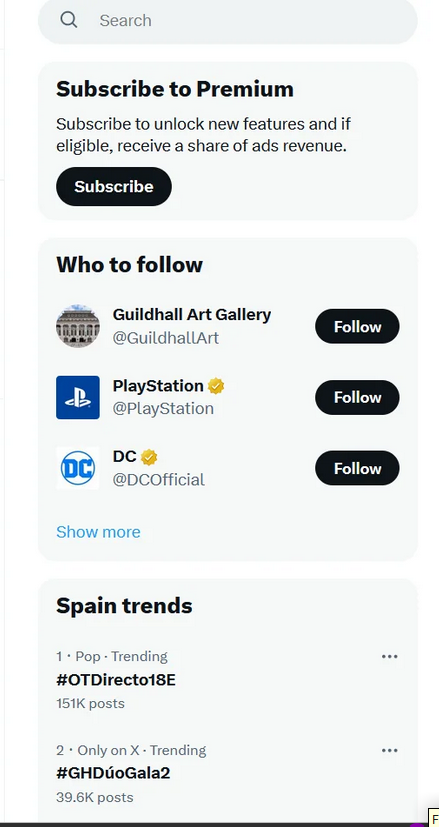 Search
Subscribe to Premium
Subscribe to unlock new features and if
eligible, receive a share of ads revenue.
Subscribe
Who to follow
Guildhall Art Gallery
@GuildhallArt
Follow
PlayStation
@PlayStation
Follow
DC
DC
@DCOfficial
Follow
Show more
Spain trends
1 · Pop · Trending
#OTDirecto18E
151K posts
2 · Only on X · Trending
#GHDúoGala2
39.6K posts